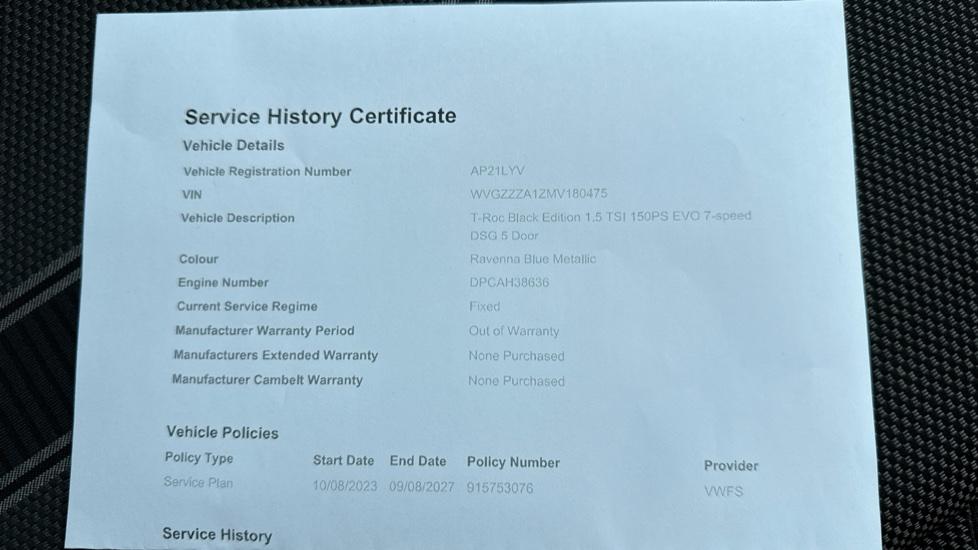 Service History Certificate
Vehicle Details
Vehicle Registration Number AP21LYV
VIN WVGZZZA1ZMV180475
Vehicle Description T-Roc Black Edition 1.5 TSI 150PS EVO 7-speed
DSG 5 Door
Colour Ravenna Blue Metallic
Engine Number DPCAH38636
Current Service Regime Fixed
Manufacturer Warranty Period Out of Warranty
Manufacturers Extended Warranty None Purchased
Manufacturer Cambelt Warranty None Purchased
Vehicle Policies
Policy Type Start Date End Date Policy Number Provider
Service Plan 10/08/2023 09/08/2027 915753076 VWFS
Service History